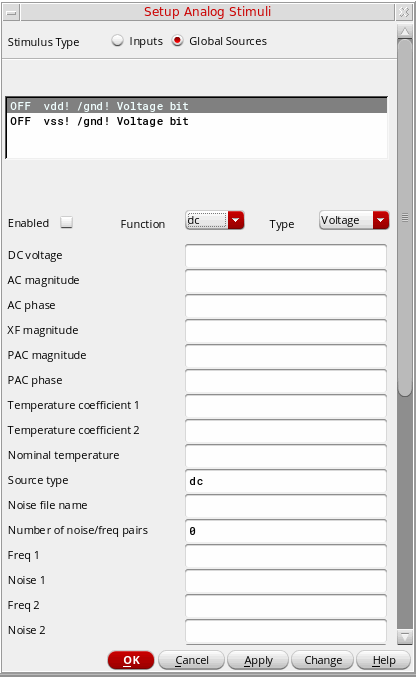 Setup Analog Stimuli
Stimulus Type Inputs Global Sources
OFF vdd! /gnd! Voltage bit
OFF vss! /gnd! Voltage bit
Enabled Function dc Type Voltage
DC voltage
AC magnitude
AC phase
XF magnitude
PAC magnitude
PAC phase
Temperature coefficient 1
Temperature coefficient 2
Nominal temperature
Source type dc
Noise file name
Number of noise/freq pairs 0
Freq 1
Noise 1
Freq 2
Noise 2
OK Cancel Apply Change Help